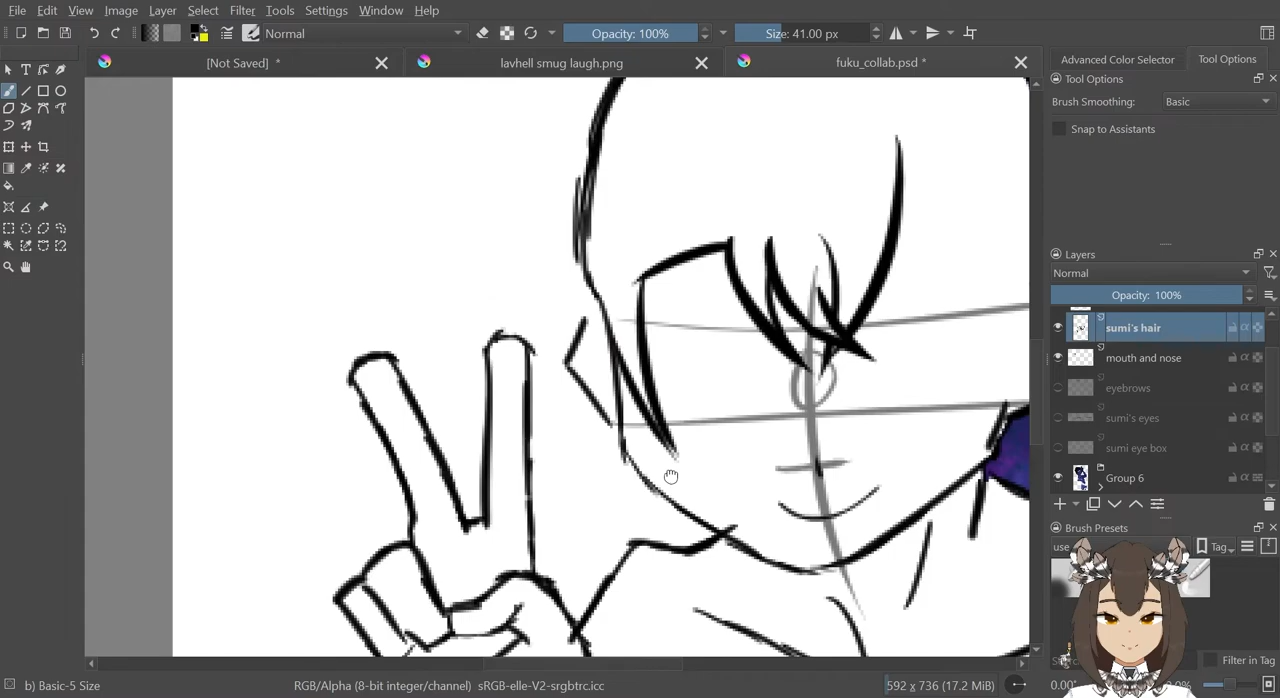 File Edit View Image Layer Select Filter Tools Settings Window Help
Normal Opacity: 100% Size: 41.00 px
[Not Saved] * lavhell smug laugh.png fuku_collab.psd *
Advanced Color Selector Tool Options
Tool Options
Brush Smoothing: Basic
Snap to Assistants
Layers
Normal
Opacity: 100%
sumi's hair
mouth and nose
eyebrows
sumi's eyes
sumi eye box
Group 6
Brush Presets
use Tag
Filter in Tag
b) Basic-5 Size RGB/Alpha (8-bit integer/channel) sRGB-elle-V2-srgbtrc.icc 592 x 736 (17.2 MiB) 0.00°